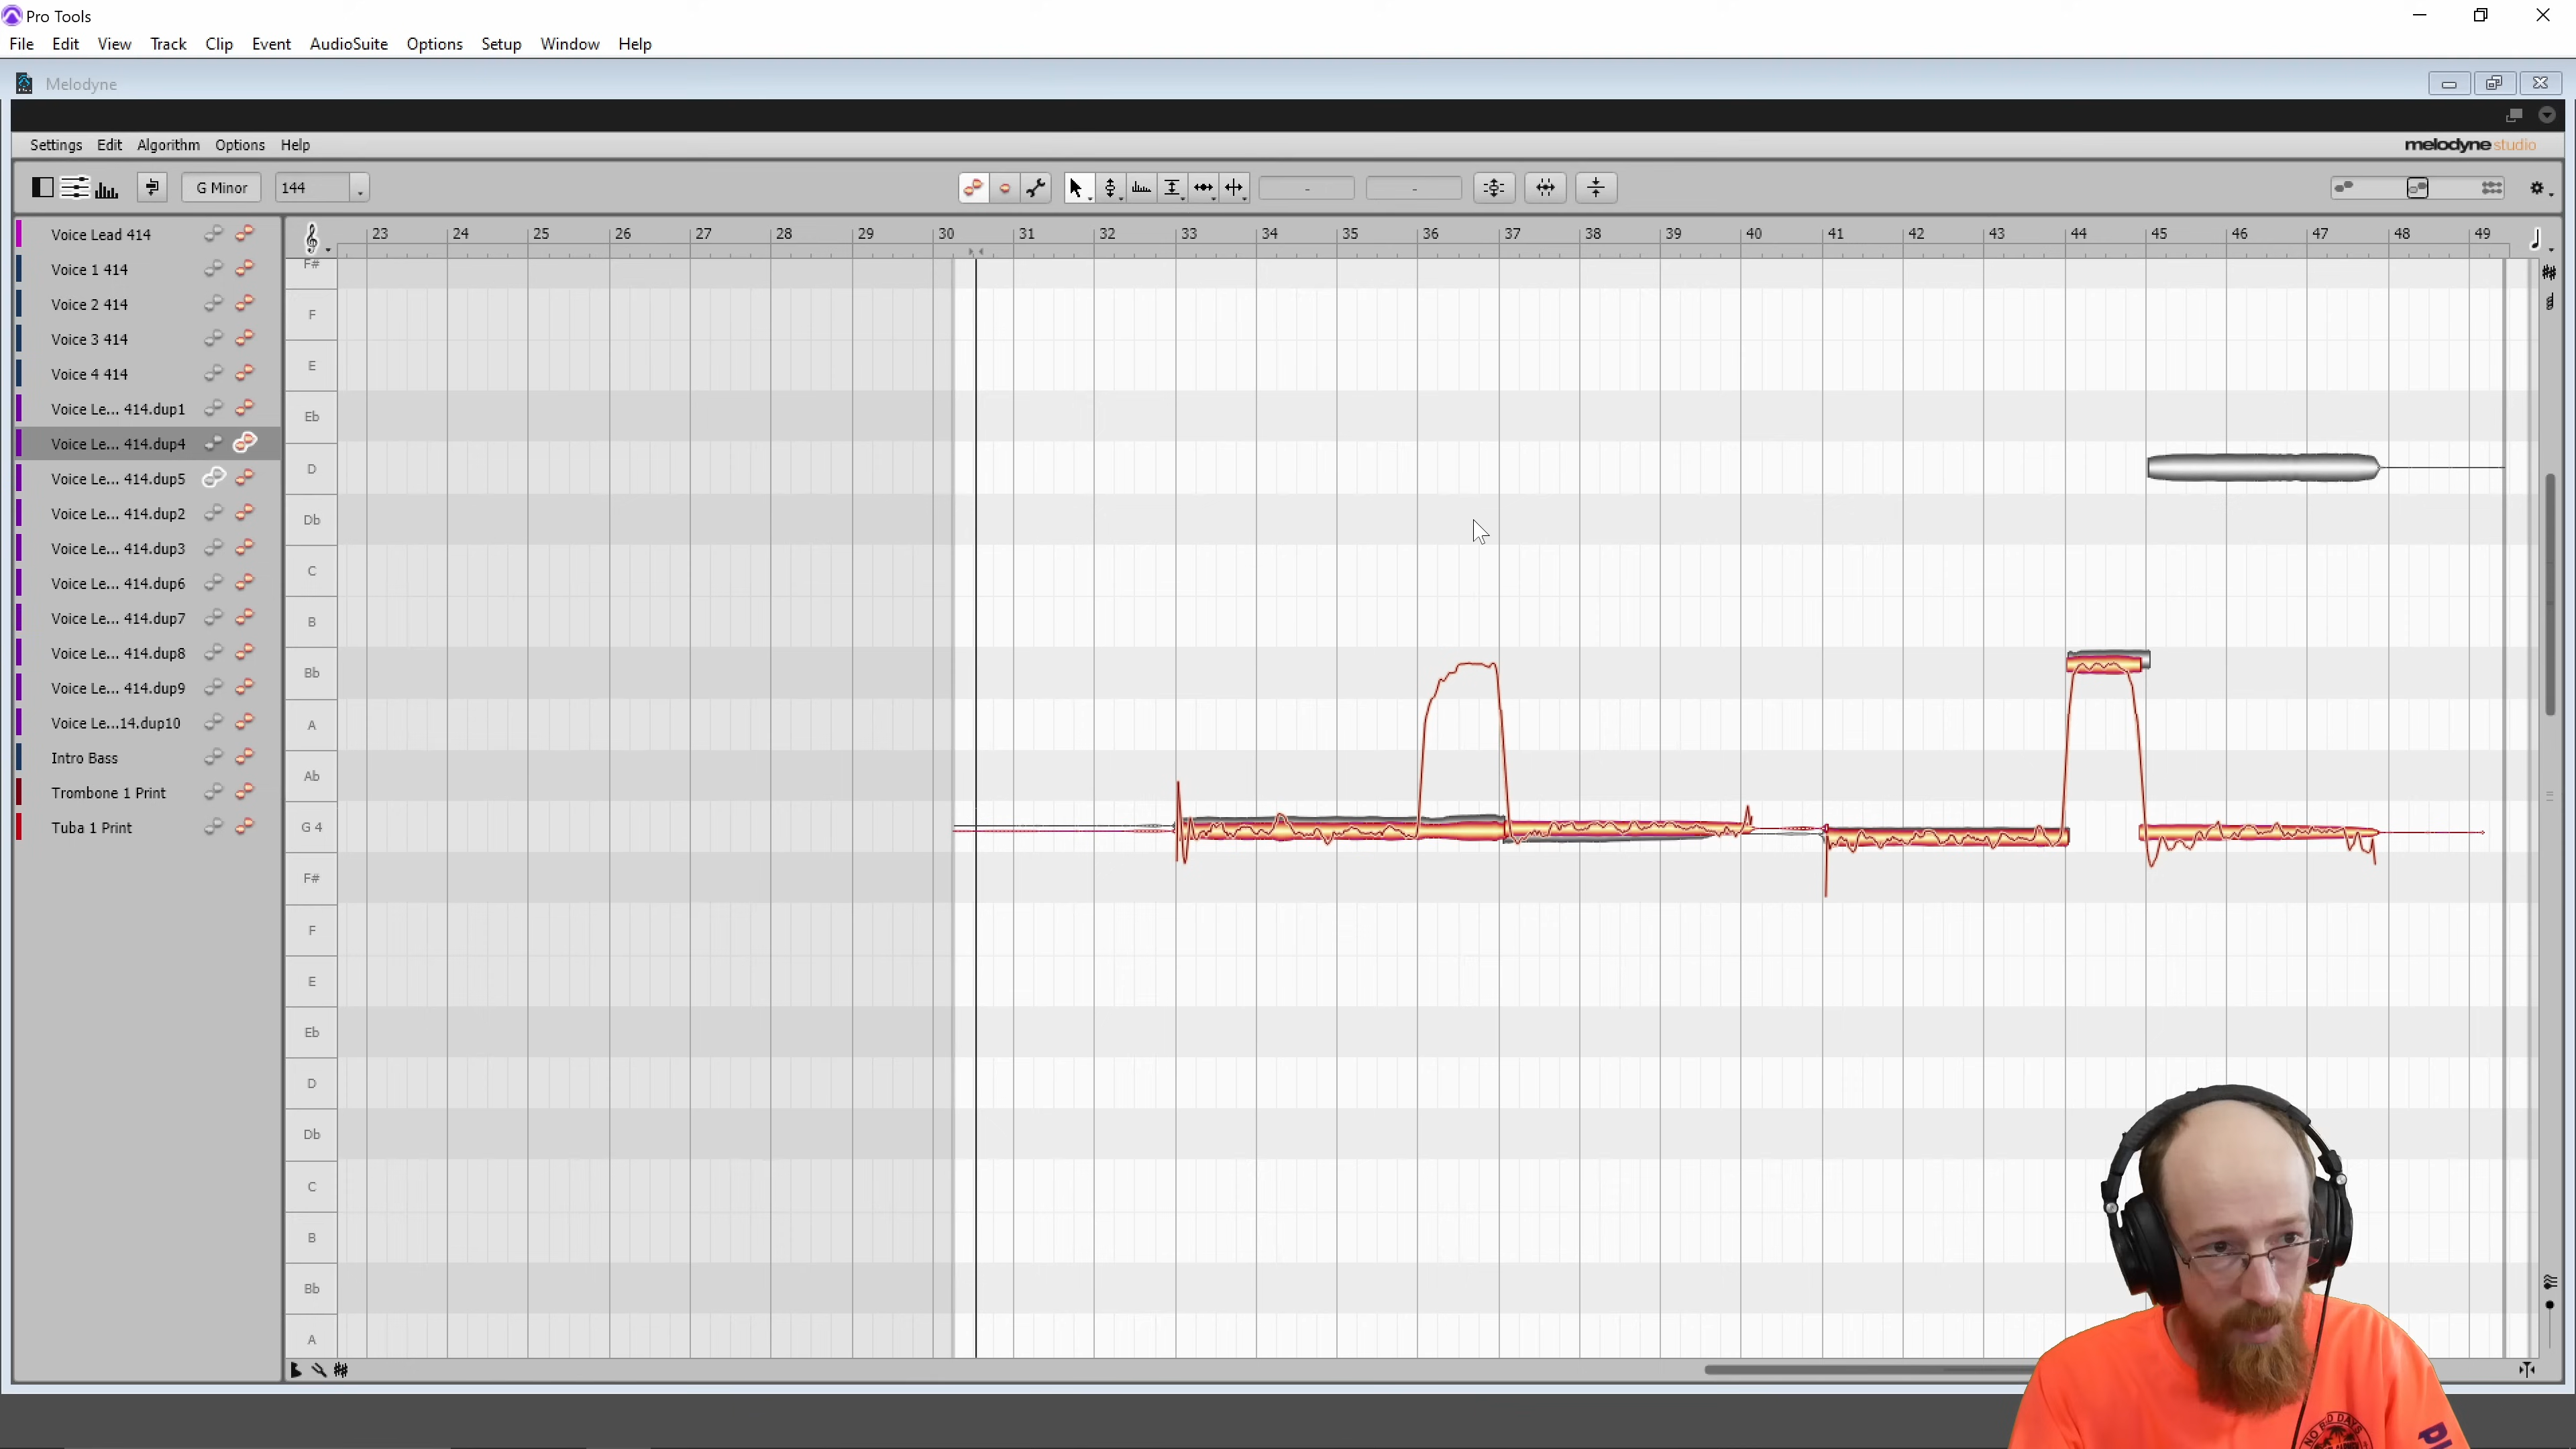 Pro Tools
File Edit View Track Clip Event AudioSuite Options Setup Window Help
Melodyne
Settings Edit Algorithm Options Help
melodyne studio
G Minor 144 - -
Voice Lead 414
Voice 1 414
Voice 2 414
Voice 3 414
Voice 4 414
Voice Le... 414.dup1
Voice Le... 414.dup4
Voice Le... 414.dup5
Voice Le... 414.dup2
Voice Le... 414.dup3
Voice Le... 414.dup6
Voice Le... 414.dup7
Voice Le... 414.dup8
Voice Le... 414.dup9
Voice Le...14.dup10
Intro Bass
Trombone 1 Print
Tuba 1 Print
23 24 25 26 27 28 29 30 31 32 33 34 35 36 37 38 39 40 41 42 43 44 45 46 47 48 49
F#
F
E
Eb
D
Db
C
B
Bb
A
Ab
G 4
F#
F
E
Eb
D
Db
C
B
Bb
A